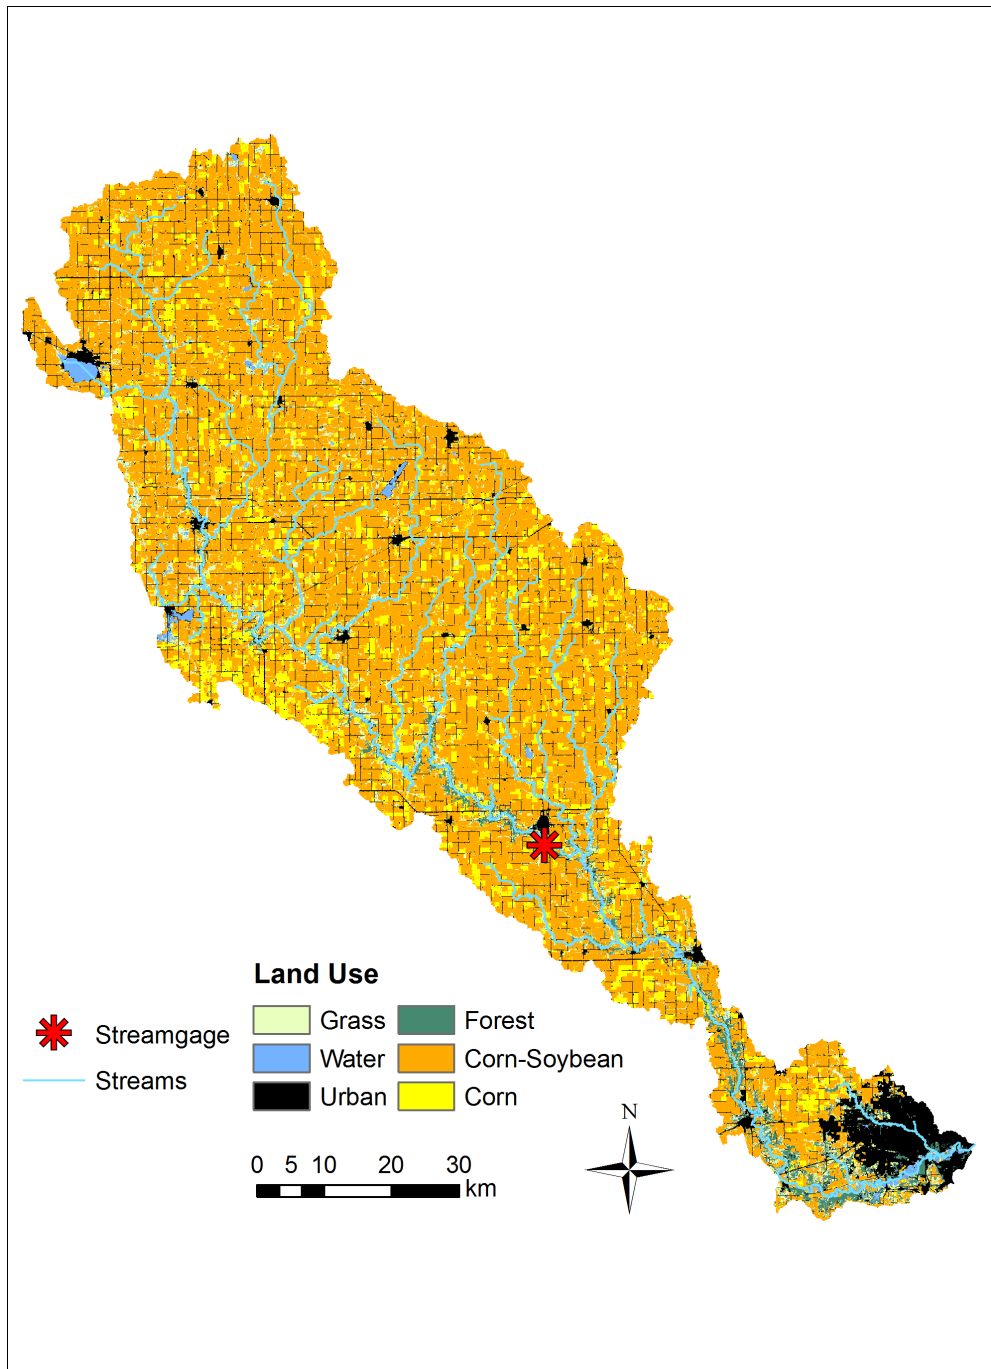 Land Use
Streamgage
Streams
Grass
Forest
Water
Corn-Soybean
Urban
Corn
0 5 10 20 30
km
N